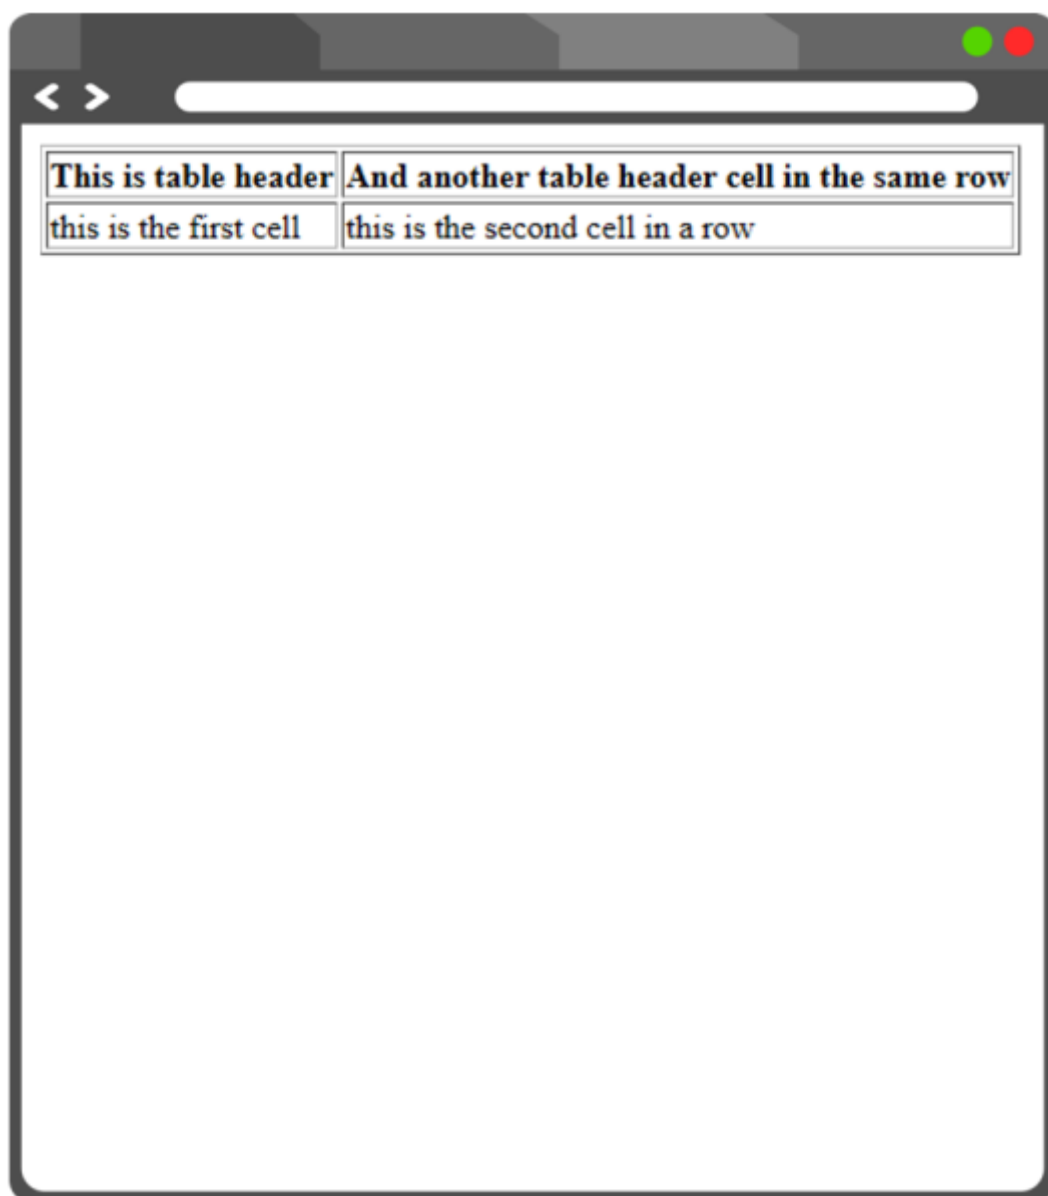 This is table header And another table header cell in the same row
this is the first cell this is the second cell in a row